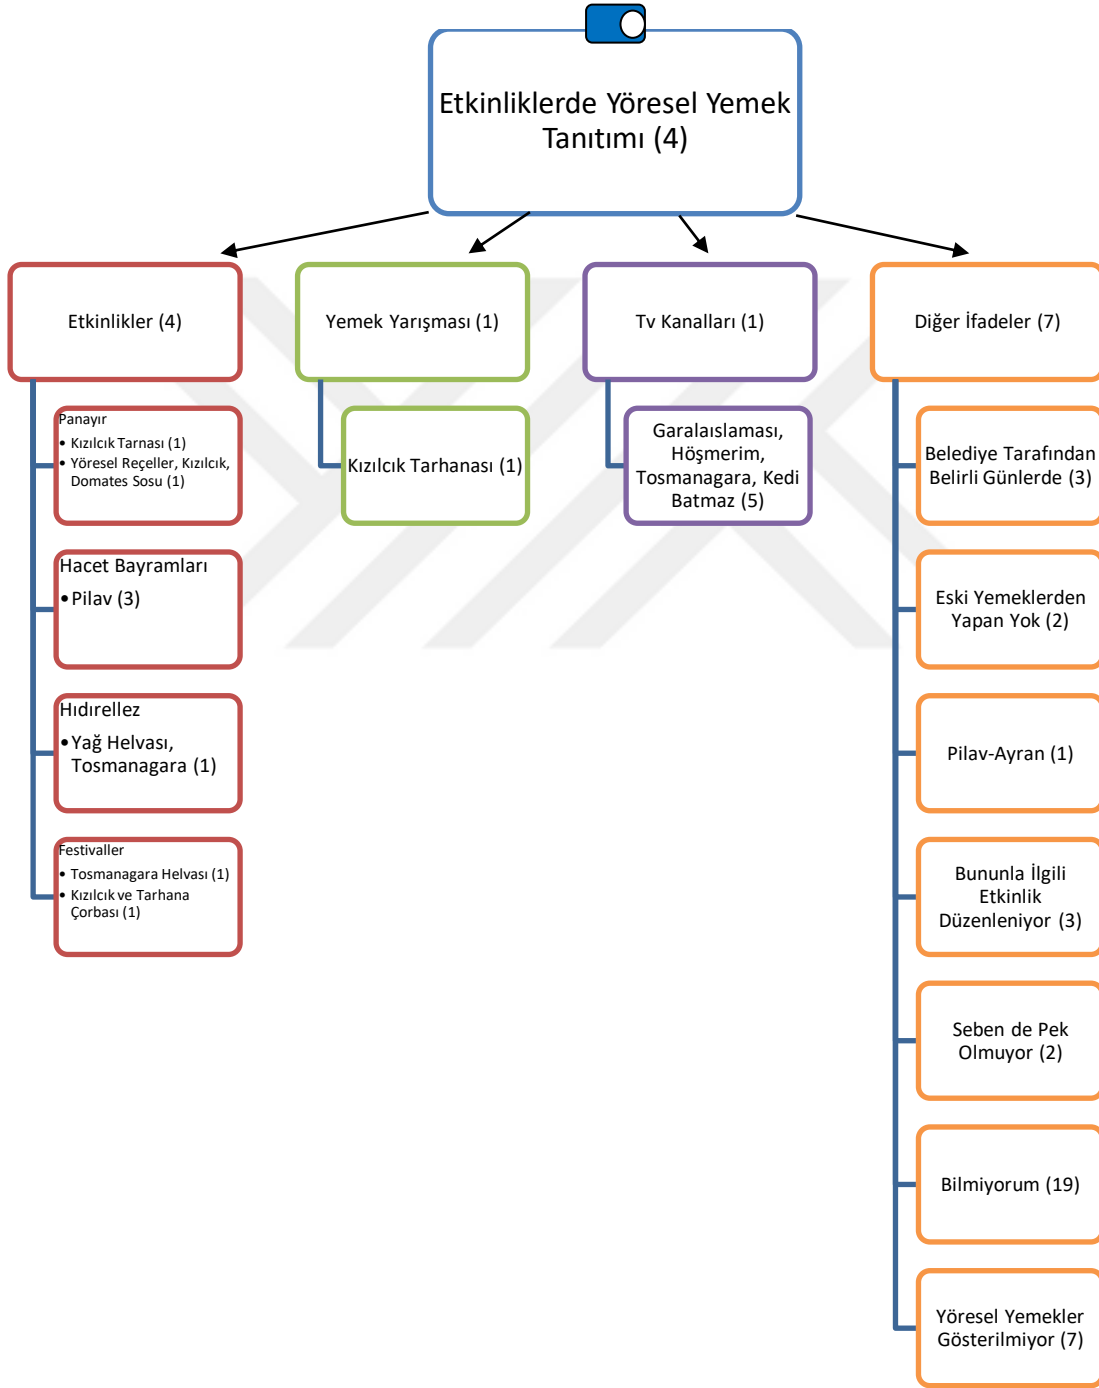 Etkinliklerde Yöresel Yemek
Tanıtımı (4)
Etkinlikler (4)
Yemek Yarışması (1)
Tv Kanalları (1)
Diğer İfadeler (7)
Panayır
• Kızılcık Tarnası (1)
• Yöresel Reçeller, Kızılcık,
Domates Sosu (1)
Hacet Bayramları
• Pilav (3)
Hıdırellez
• Yağ Helvası,
Tosmanagara (1)
Festivaller
• Tosmanagara Helvası (1)
• Kızılcık ve Tarhana
Çorbası (1)
Kızılcık Tarhanası (1)
Garalaıslaması,
Höşmerim,
Tosmanagara, Kedi
Batmaz (5)
Belediye Tarafından
Belirli Günlerde (3)
Eski Yemeklerden
Yapan Yok (2)
Pilav-Ayran (1)
Bununla İlgili
Etkinlik
Düzenleniyor (3)
Seben de Pek
Olmuyor (2)
Bilmiyorum (19)
Yöresel Yemekler
Gösterilmiyor (7)